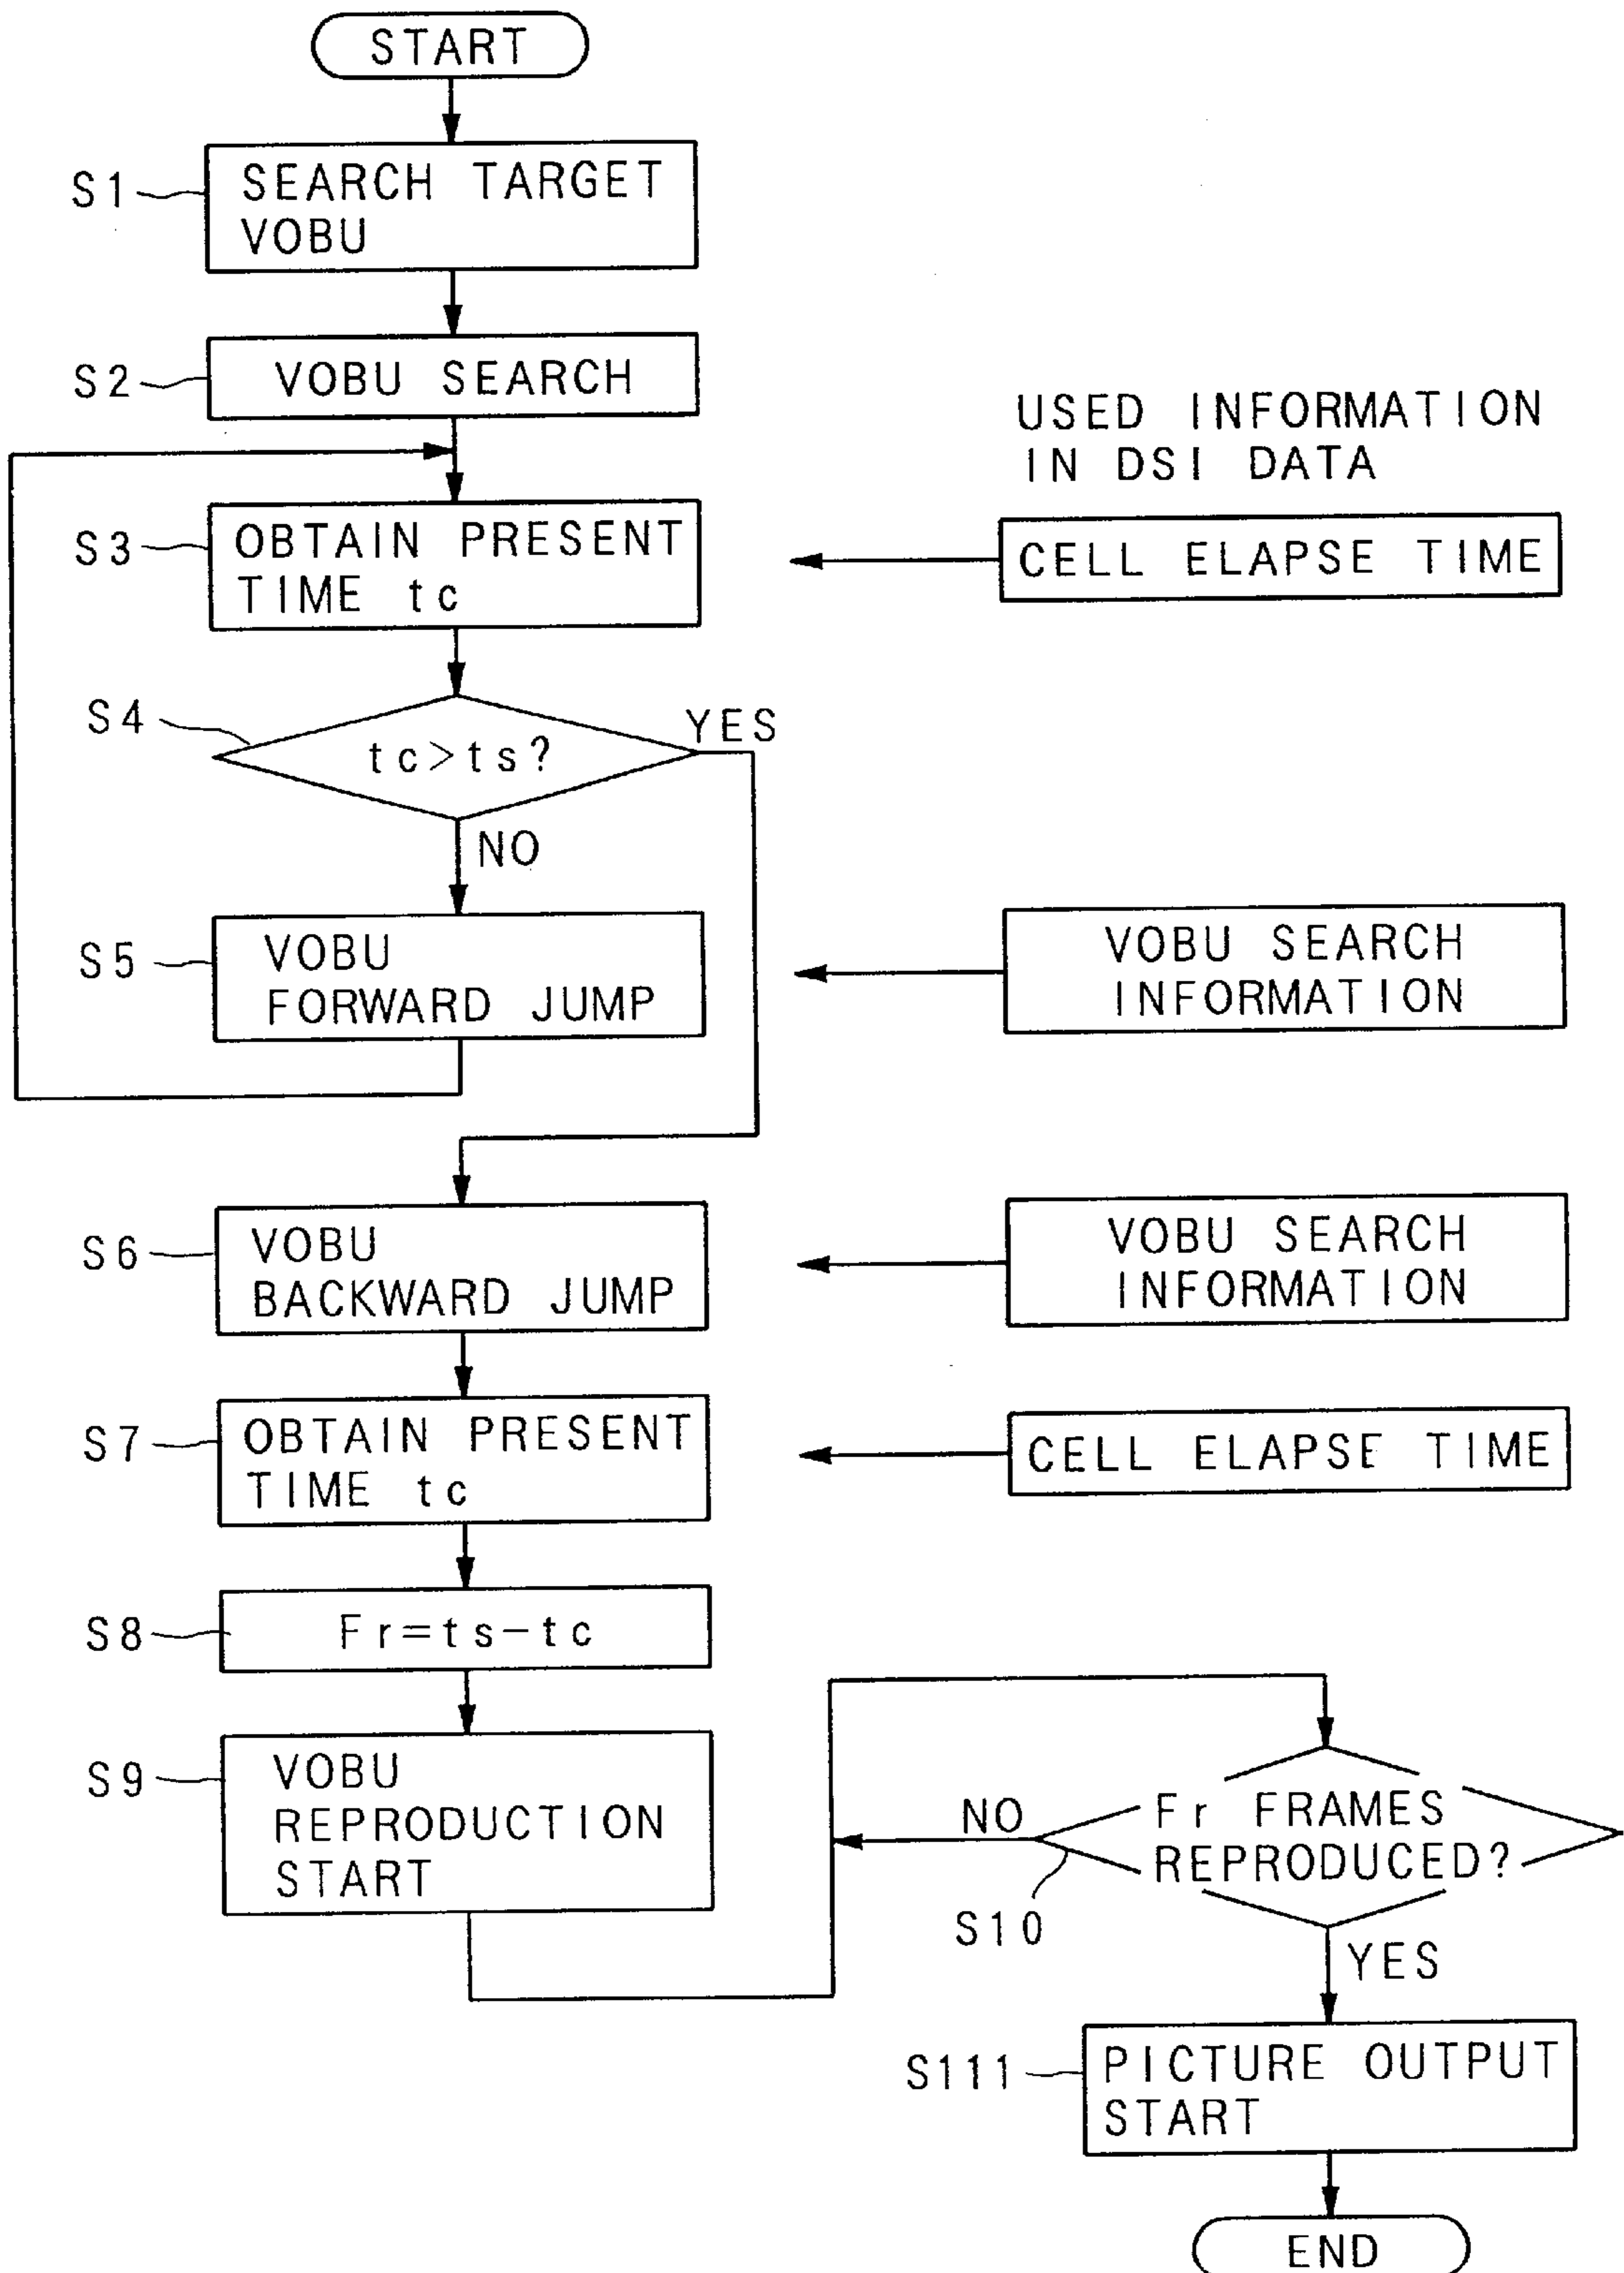 START
S1
SEARCH TARGET
VOBU
S2
VOBU SEARCH
USED INFORMATION
IN DSI DATA
S3
OBTAIN PRESENT
TIME tc
CELL ELAPSE TIME
S4
tc>ts?
YES
NO
S5
VOBU
FORWARD JUMP
VOBU SEARCH
INFORMATION
S6
VOBU
BACKWARD JUMP
VOBU SEARCH
INFORMATION
S7
OBTAIN PRESENT
TIME tc
CELL ELAPSE TIME
S8
Fr=ts-tc
S9
VOBU
REPRODUCTION
START
NO
Fr FRAMES
REPRODUCED?
S10
YES
S111
PICTURE OUTPUT
START
END